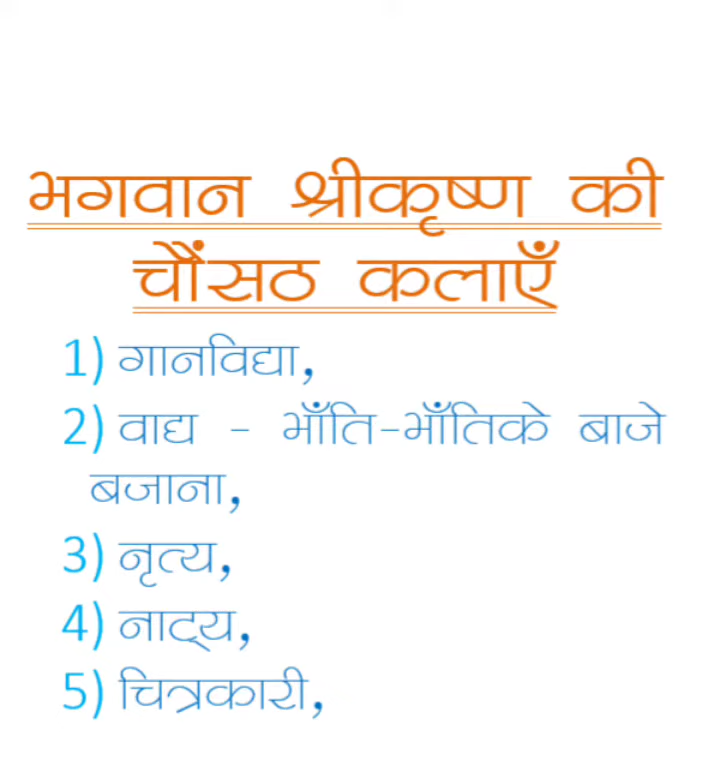 भगवान श्रीकृष्ण की
चौंसठ कलाएँ
1) गानविद्या,
2) वाद्य - भाँति-भाँतिके बाजे
बजाना,
3) नृत्य,
4) नाट्य,
5) चित्रकारी,